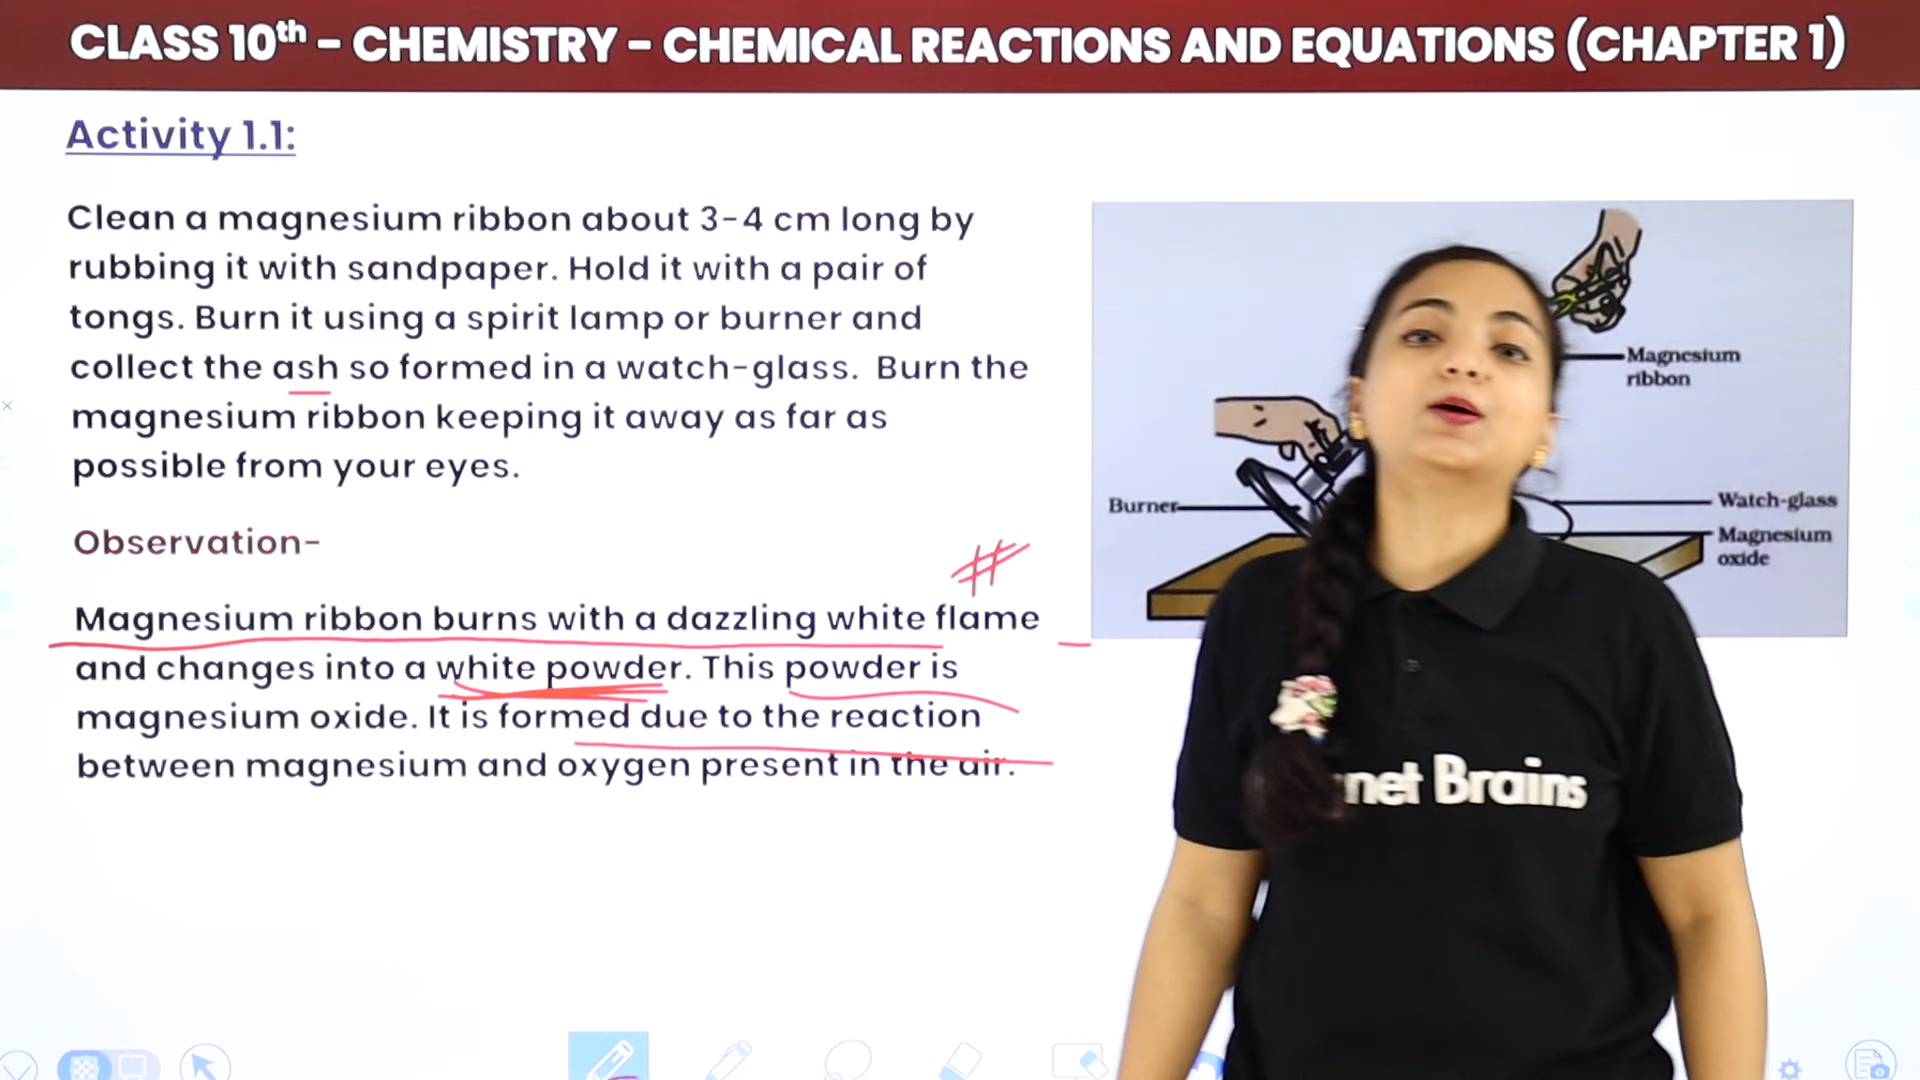 CLASS 10th - CHEMISTRY - CHEMICAL REACTIONS AND EQUATIONS (CHAPTER 1)
Activity 1.1:
Clean a magnesium ribbon about 3-4 cm long by
rubbing it with sandpaper. Hold it with a pair of
tongs. Burn it using a spirit lamp or burner and
collect the ash so formed in a watch-glass. Burn the
magnesium ribbon keeping it away as far as
possible from your eyes.
Observation-
#
Magnesium ribbon burns with a dazzling white flame
and changes into a white powder. This powder is
magnesium oxide. It is formed due to the reaction
between magnesium and oxygen present in the air.
Magnesium
ribbon
Burner
Watch-glass
Magnesium
oxide
net Brains